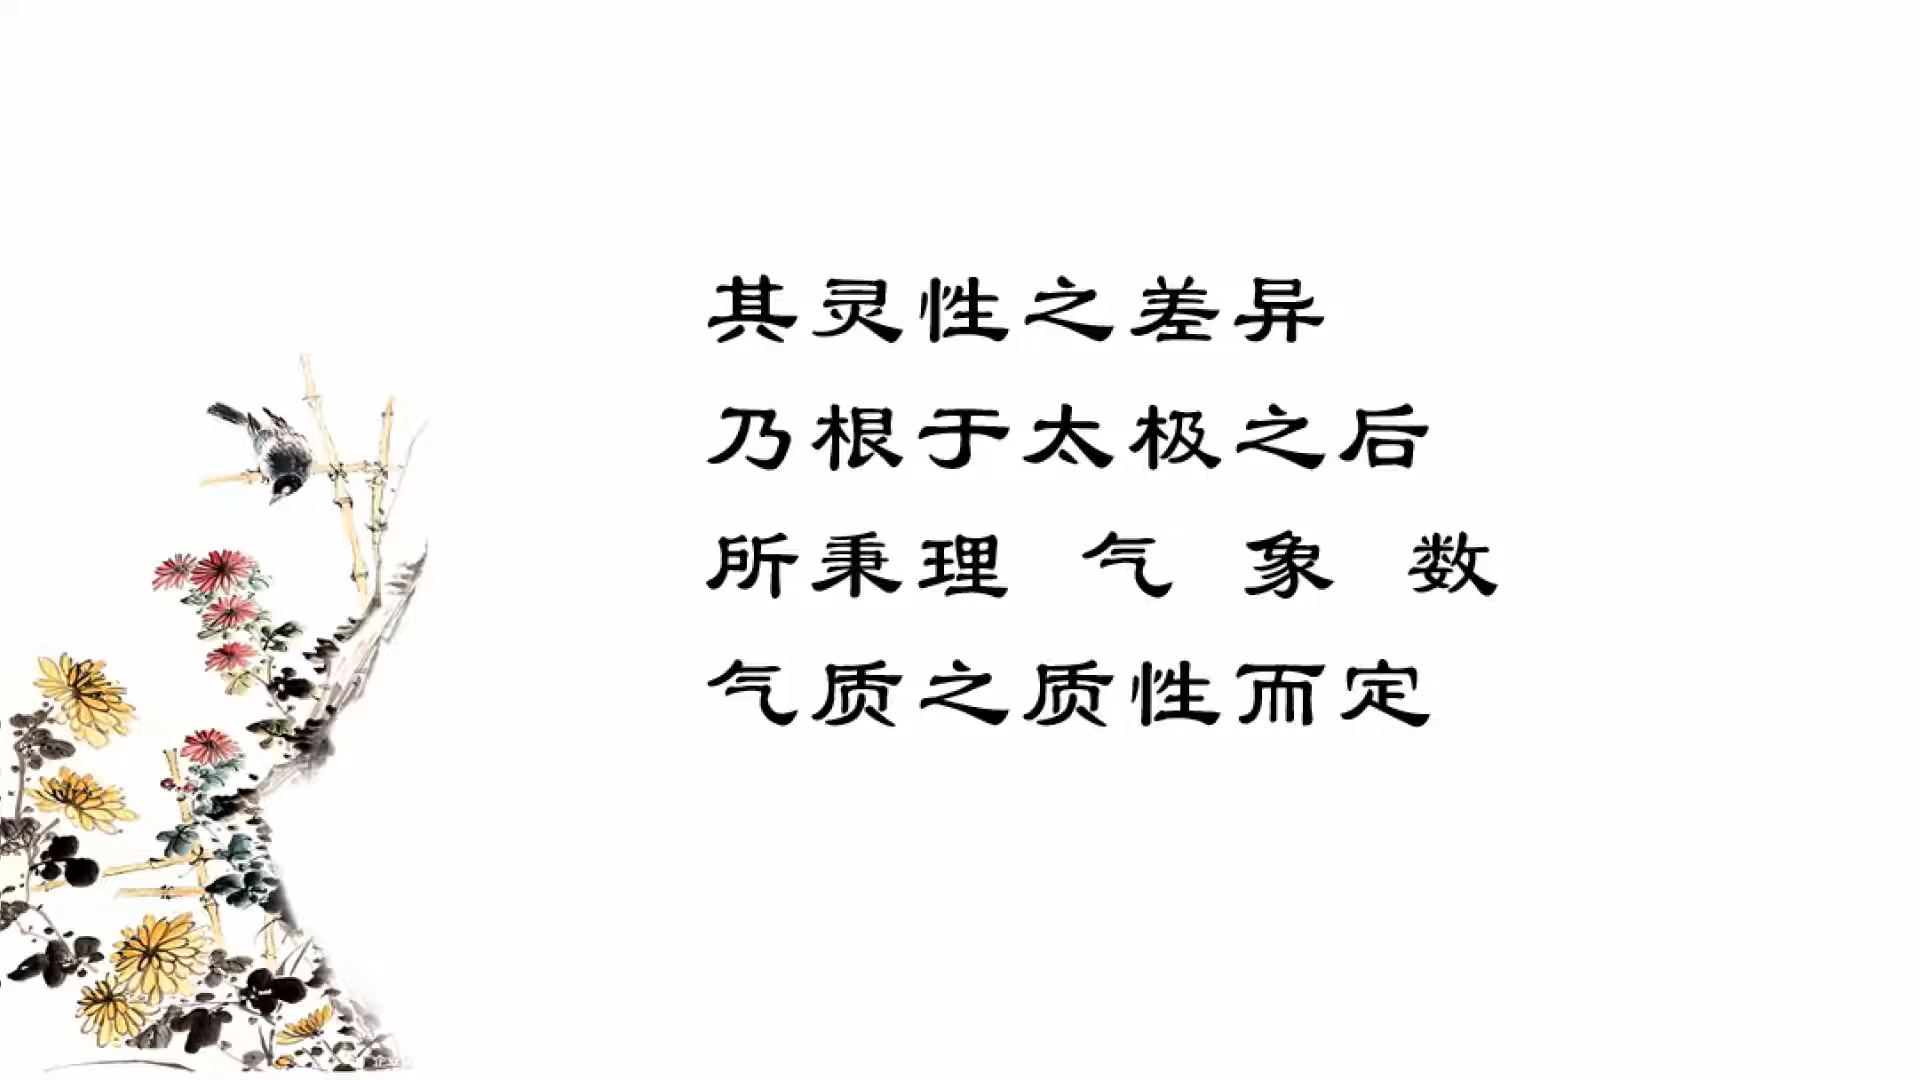 其灵性之差异
乃根于太极之后
所秉理 气 象 数
气质之质性而定